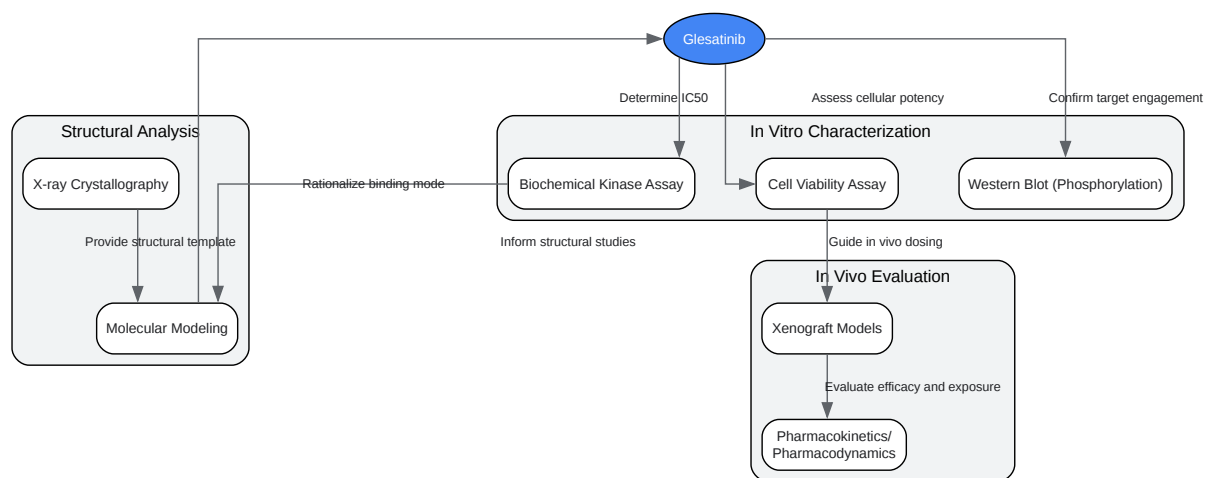 Glesatinib
Determine IC50
Assess cellular potency
Confirm target engagement
Structural Analysis
In Vitro Characterization
X-ray Crystallography
Rationalize binding mode
Biochemical Kinase Assay
Cell Viability Assay
Western Blot (Phosphorylation)
Provide structural template
Inform structural studies
Guide in vivo dosing
In Vivo Evaluation
Molecular Modeling
Xenograft Models
Evaluate efficacy and exposure
Pharmacokinetics/
Pharmacodynamics